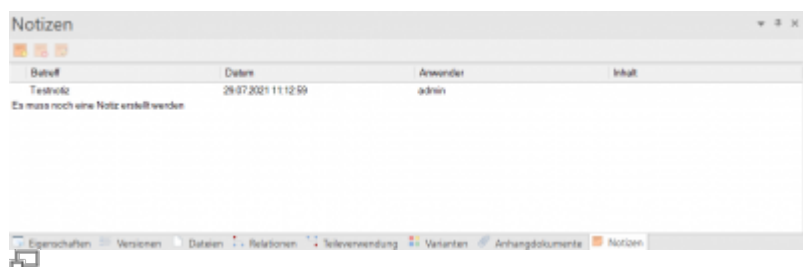 Notizen
Betreff Datum Anwender Inhalt
Testnotiz 29.07.2021 11:12:59 admin
Es muss noch eine Notiz erstellt werden
Eigenschaften Versionen Dateien Relationen Teileverwendung Varianten Anhangdokumente Notizen